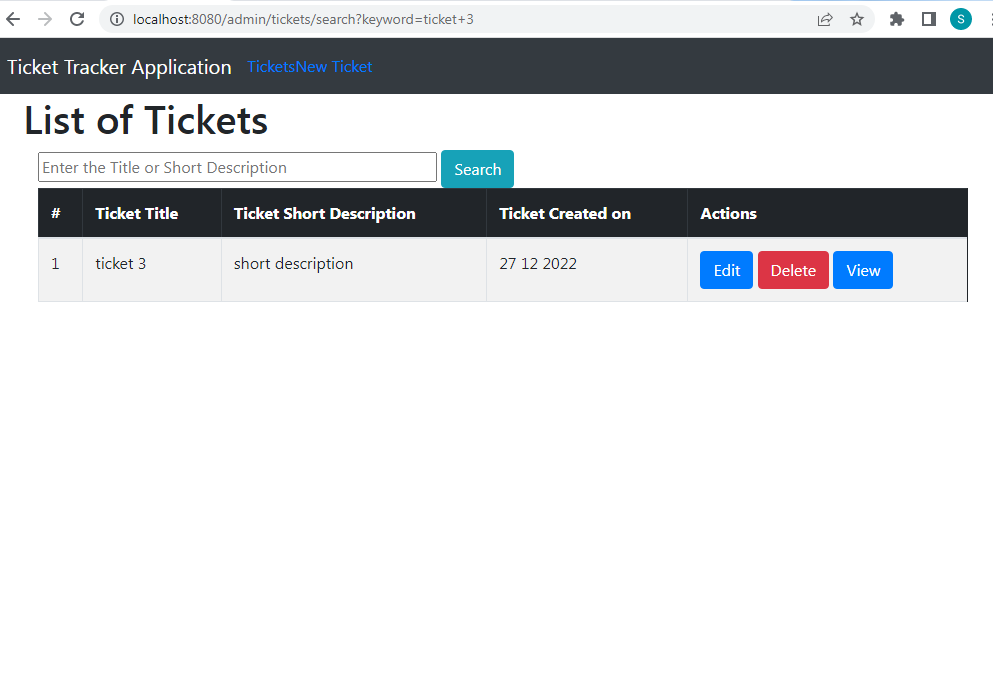 localhost:8080/admin/tickets/search?keyword=ticket+3
S
Ticket Tracker Application TicketsNew Ticket
List of Tickets
Enter the Title or Short Description Search
# Ticket Title Ticket Short Description Ticket Created on Actions
1 ticket 3 short description 27 12 2022 Edit Delete View